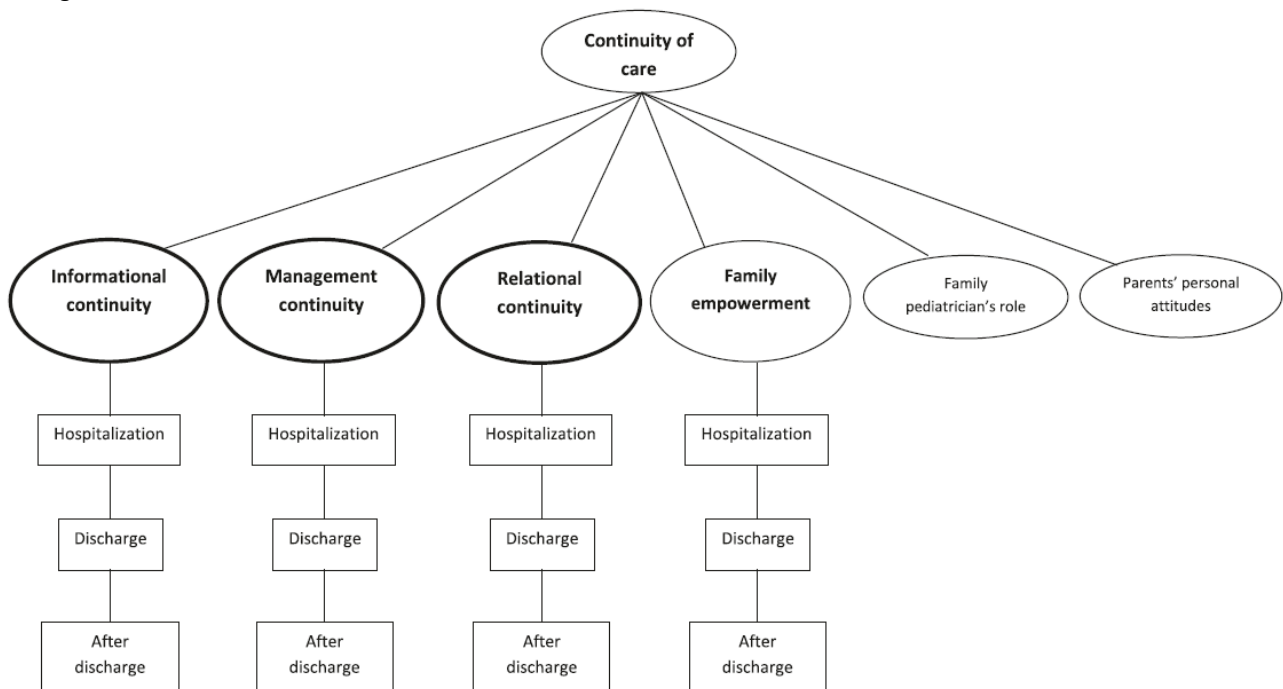 Continuity of
care
Informational
continuity
Management
continuity
Relational
continuity
Family
empowerment
Family
pediatrician's role
Parents' personal
attitudes
Hospitalization
Hospitalization
Hospitalization
Hospitalization
Discharge
Discharge
Discharge
Discharge
After
discharge
After
discharge
After
discharge
After
discharge